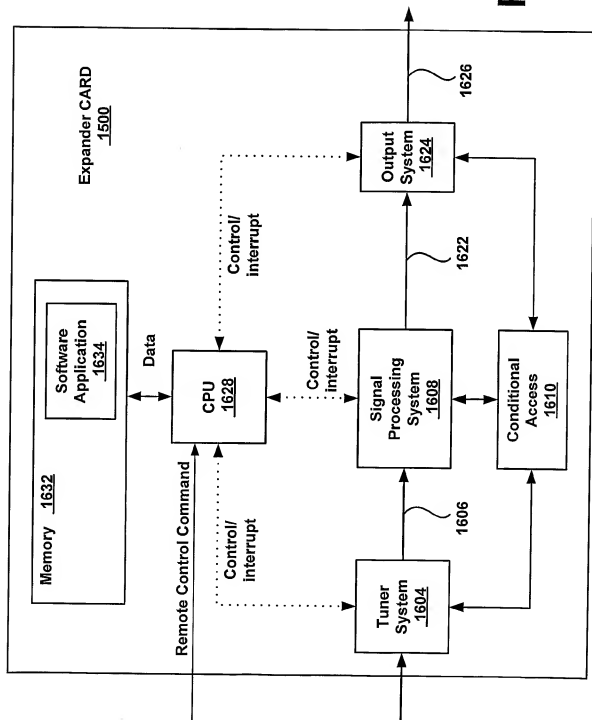 Expander CARD
1500
Memory 1632
Software
Application
1634
Data
Remote Control Command
CPU
1628
Control/
interrupt
Control/
interrupt
Control/
interrupt
Tuner
System
1604
1606
Signal
Processing
System
1608
1622
Output
System
1624
1626
Conditional
Access
1610